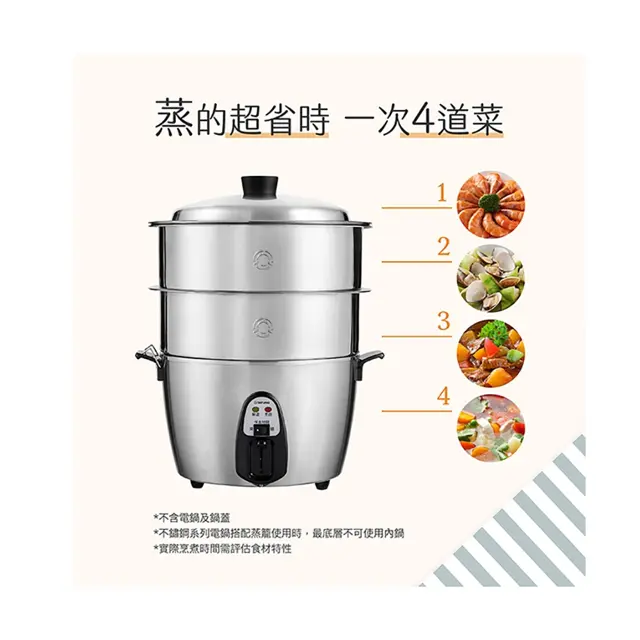 蒸的超省時 一次4道菜
1
2
3
4
*不含電鍋及鍋蓋
*不鏽鋼系列電鍋搭配蒸籠使用時，最底層不可使用內鍋
*實際烹煮時間需評估食材特性